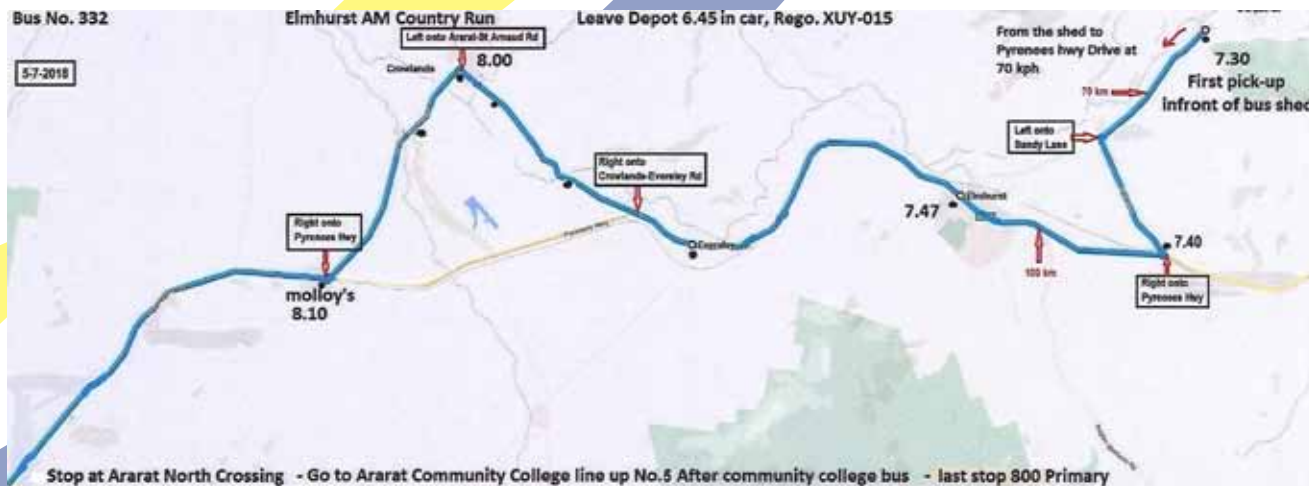 Bus No. 332
Elmhurst AM Country Run
Leave Depot 6.45 in car, Rego. XUY-015
5-7-2018
Left onto Ararat-St Arnaud Rd
Crowlands
8.00
From the shed to
Pyrenees hwy Drive at
70 kph
7.30
First pick-up
infront of bus shed
70 km
Left onto
Sandy Lane
Right onto
Crowlands-Eversley Rd
Elmhurst
7.47
7.40
100 km
Right onto
Pyrenees Hwy
Right onto
Pyrenees Hwy
Pyrenees Hwy
Eversley
molloy's
8.10
Stop at Ararat North Crossing - Go to Ararat Community College line up No.5 After community college bus - last stop 800 Primary